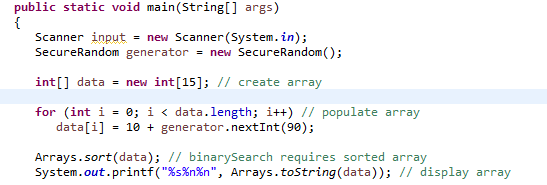 public static void main(String[] args)
{
Scanner input = new Scanner(System.in);
SecureRandom generator = new SecureRandom();
int[] data = new int[15]; // create array
for (int i = 0; i < data.length; i++) // populate array
data[i] = 10 + generator.nextInt(90);
Arrays.sort(data); // binarySearch requires sorted array
System.out.printf("%s%n%n", Arrays.toString(data)); // display array